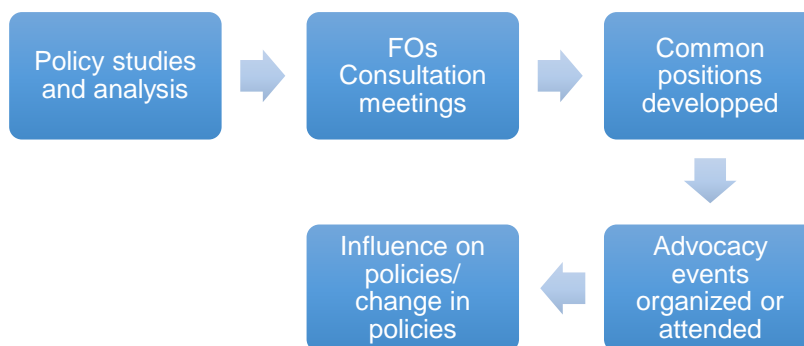 Policy studies
and analysis
FOs
Consultation
meetings
Common
positions
developped
Advocacy
events
organized or
attended
Influence on
policies/
change in
policies